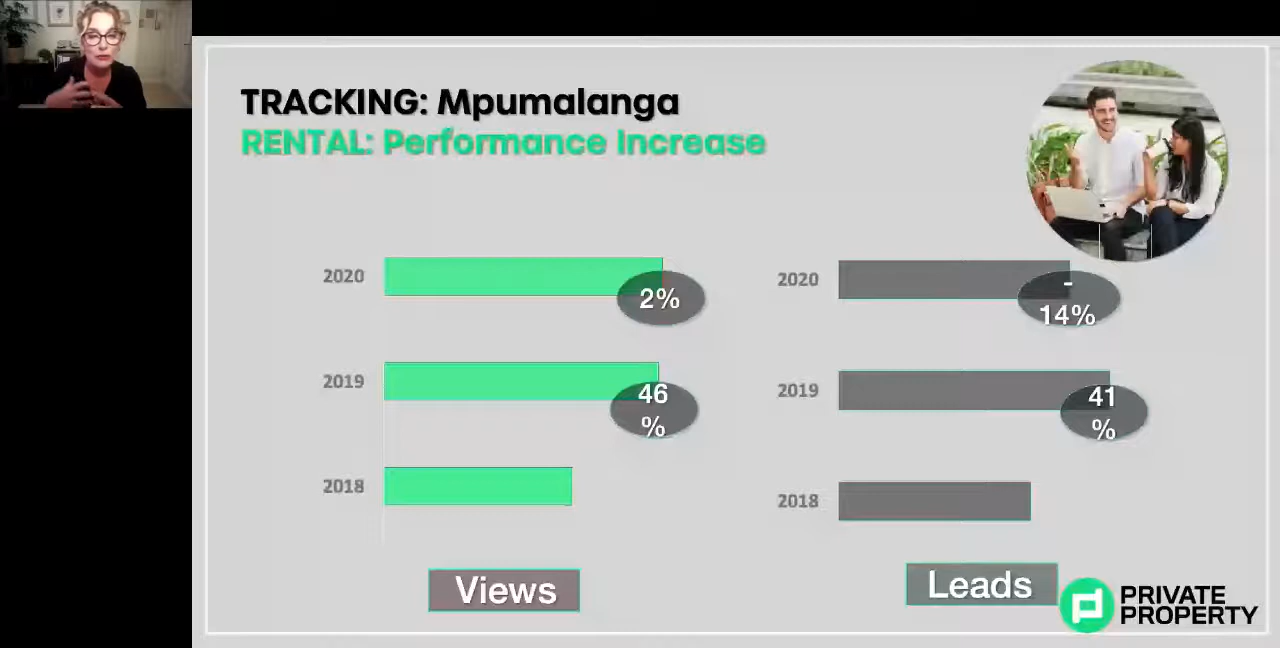 TRACKING: Mpumalanga
RENTAL: Performance Increase
2020
2%
2019
46
%
2018
Views
2020
-
14%
2019
41
%
2018
Leads
PRIVATE
PROPERTY